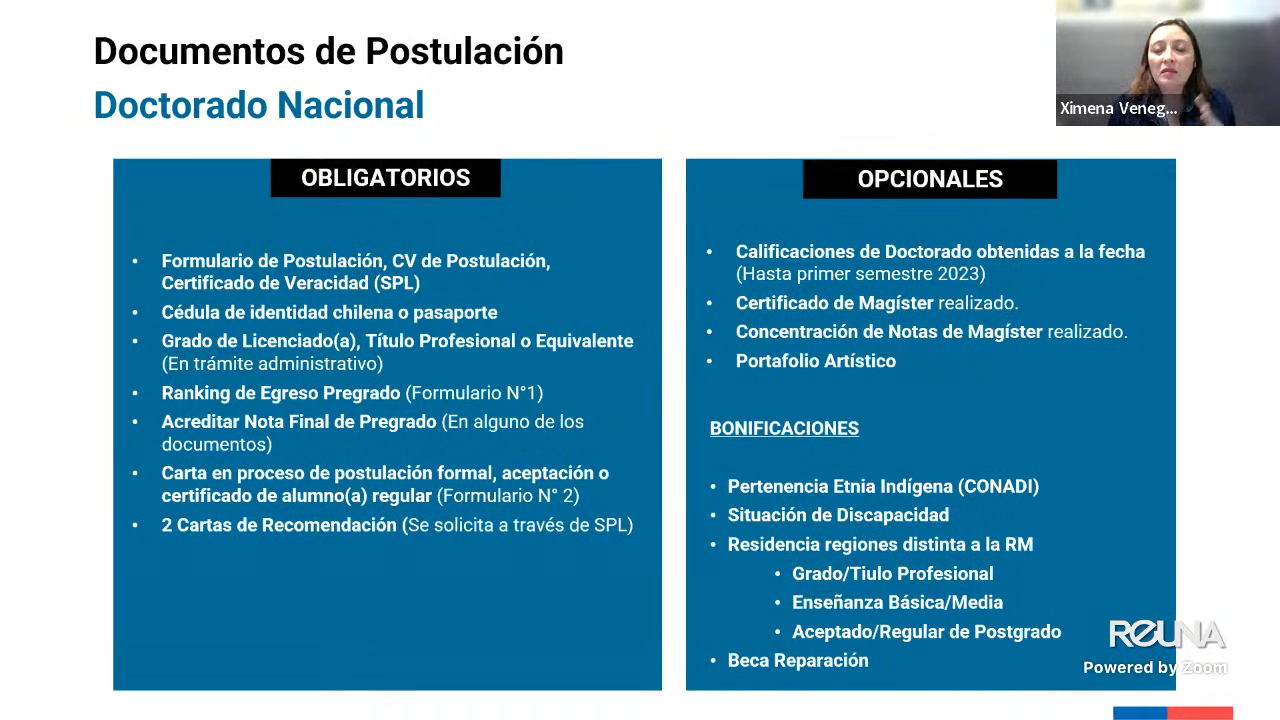 Documentos de Postulación
Doctorado Nacional
Ximena Veneg...
OBLIGATORIOS
• Formulario de Postulación, CV de Postulación,
Certificado de Veracidad (SPL)
• Cédula de identidad chilena o pasaporte
• Grado de Licenciado(a), Título Profesional o Equivalente
(En trámite administrativo)
• Ranking de Egreso Pregrado (Formulario N°1)
• Acreditar Nota Final de Pregrado (En alguno de los
documentos)
• Carta en proceso de postulación formal, aceptación o
certificado de alumno(a) regular (Formulario N° 2)
• 2 Cartas de Recomendación (Se solicita a través de SPL)
OPCIONALES
• Calificaciones de Doctorado obtenidas a la fecha
(Hasta primer semestre 2023)
• Certificado de Magíster realizado.
• Concentración de Notas de Magíster realizado.
• Portafolio Artístico
BONIFICACIONES
• Pertenencia Etnia Indígena (CONADI)
• Situación de Discapacidad
• Residencia regiones distinta a la RM
• Grado/Tiulo Profesional
• Enseñanza Básica/Media
• Aceptado/Regular de Postgrado
• Beca Reparación
REUNA
Powered by Zoom